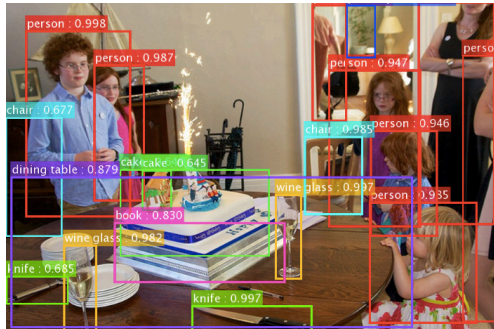 person : 0.998
person : 0.987
person : 0.947
perso
chair : 0.677
chair : 0.985
person : 0.946
cake
cake : 0.645
dining table : 0.879
wine glass : 0.997
person : 0.935
book : 0.830
wine glass : 0.982
knife : 0.685
knife : 0.997